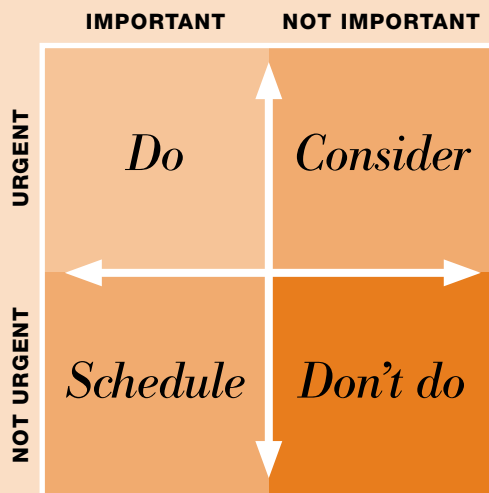 IMPORTANT
NOT IMPORTANT
URGENT
Do
Consider
NOT URGENT
Schedule
Don’t do